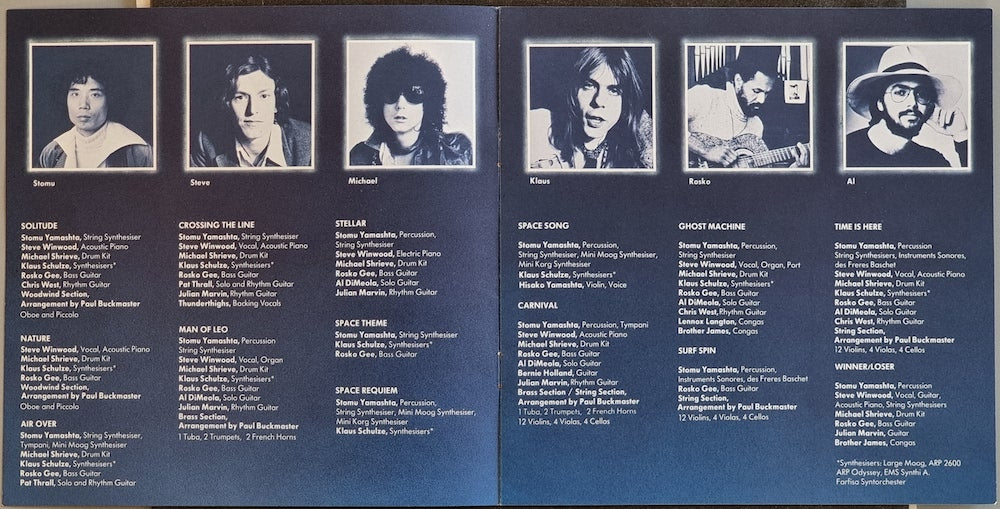 Stomu
Steve
Michael
Klaus
Rosko
Al
SOLITUDE
Stomu Yamashta, String Synthesiser
Steve Winwood, Acoustic Piano
Michael Shrieve, Drum Kit
Klaus Schulze, Synthesisers*
Rosko Gee, Bass Guitar
Chris West, Rhythm Guitar
Woodwind Section,
Arrangement by Paul Buckmaster
Oboe and Piccolo
NATURE
Steve Winwood, Vocal, Acoustic Piano
Michael Shrieve, Drum Kit
Klaus Schulze, Synthesisers*
Rosko Gee, Bass Guitar
Woodwind Section,
Arrangement by Paul Buckmaster
Oboe and Piccolo
AIR OVER
Stomu Yamashta, String Synthesiser,
Tympani, Mini Moog Synthesiser
Michael Shrieve, Drum Kit
Klaus Schulze, Synthesisers*
Rosko Gee, Bass Guitar
Pat Thrall, Solo and Rhythm Guitar
CROSSING THE LINE
Stomu Yamashta, String Synthesiser
Steve Winwood, Vocal, Acoustic Piano
Michael Shrieve, Drum Kit
Klaus Schulze, Synthesisers*
Rosko Gee, Bass Guitar
Pat Thrall, Solo and Rhythm Guitar
Julian Marvin, Rhythm Guitar
Thunderthighs, Backing Vocals
MAN OF LEO
Stomu Yamashta, Percussion
String Synthesiser
Steve Winwood, Vocal, Organ
Michael Shrieve, Drum Kit
Klaus Schulze, Synthesisers*
Rosko Gee, Bass Guitar
Al DiMeola, Solo Guitar
Julian Marvin, Rhythm Guitar
Brass Section,
Arrangement by Paul Buckmaster
1 Tuba, 2 Trumpets, 2 French Horns
STELLAR
Stomu Yamashta, Percussion,
String Synthesiser
Steve Winwood, Electric Piano
Michael Shrieve, Drum Kit
Rosko Gee, Bass Guitar
Al DiMeola, Solo Guitar
Julian Marvin, Rhythm Guitar
SPACE THEME
Stomu Yamashta, String Synthesiser
Klaus Schulze, Synthesisers*
Rosko Gee, Bass Guitar
SPACE REQUIEM
Stomu Yamashta, Percussion,
String Synthesiser, Mini Moog Synthesiser,
Mini Korg Synthesiser
Klaus Schulze, Synthesisers*
SPACE SONG
Stomu Yamashta, Percussion,
String Synthesiser, Mini Moog Synthesiser,
Mini Korg Synthesiser
Klaus Schulze, Synthesisers*
Hisako Yamashta, Violin, Voice
CARNIVAL
Stomu Yamashta, Percussion, Tympani
Steve Winwood, Acoustic Piano
Michael Shrieve, Drum Kit
Rosko Gee, Bass Guitar
Al DiMeola, Solo Guitar
Bernie Holland, Guitar
Julian Marvin, Rhythm Guitar
Brass Section / String Section,
Arrangement by Paul Buckmaster
1 Tuba, 2 Trumpets, 2 French Horns
12 Violins, 4 Violas, 4 Cellos
GHOST MACHINE
Stomu Yamashta, Percussion,
String Synthesiser
Steve Winwood, Vocal, Organ, Port
Michael Shrieve, Drum Kit
Klaus Schulze, Synthesisers*
Rosko Gee, Bass Guitar
Al DiMeola, Solo Guitar
Chris West, Rhythm Guitar
Lennox Langton, Congas
Brother James, Congas
SURF SPIN
Stomu Yamashta, Percussion,
Instruments Sonores, des Freres Baschet
Rosko Gee, Bass Guitar
String Section,
Arrangement by Paul Buckmaster
12 Violins, 4 Violas, 4 Cellos
TIME IS HERE
Stomu Yamashta, Percussion
String Synthesisers, Instruments Sonores,
des Freres Baschet
Steve Winwood, Vocal, Acoustic Piano
Michael Shrieve, Drum Kit
Klaus Schulze, Synthesisers*
Rosko Gee, Bass Guitar
Al DiMeola, Solo Guitar
Chris West, Rhythm Guitar
String Section,
Arrangement by Paul Buckmaster
12 Violins, 4 Violas, 4 Cellos
WINNER/LOSER
Stomu Yamashta, Percussion
Steve Winwood, Vocal, Guitar,
Acoustic Piano, String Synthesisers
Michael Shrieve, Drum Kit
Rosko Gee, Bass Guitar
Julian Marvin, Guitar
Brother James, Congas
*Synthesisers: Large Moog, ARP 2600
ARP Odyssey, EMS Synthi A.
Farfisa Syntorchester